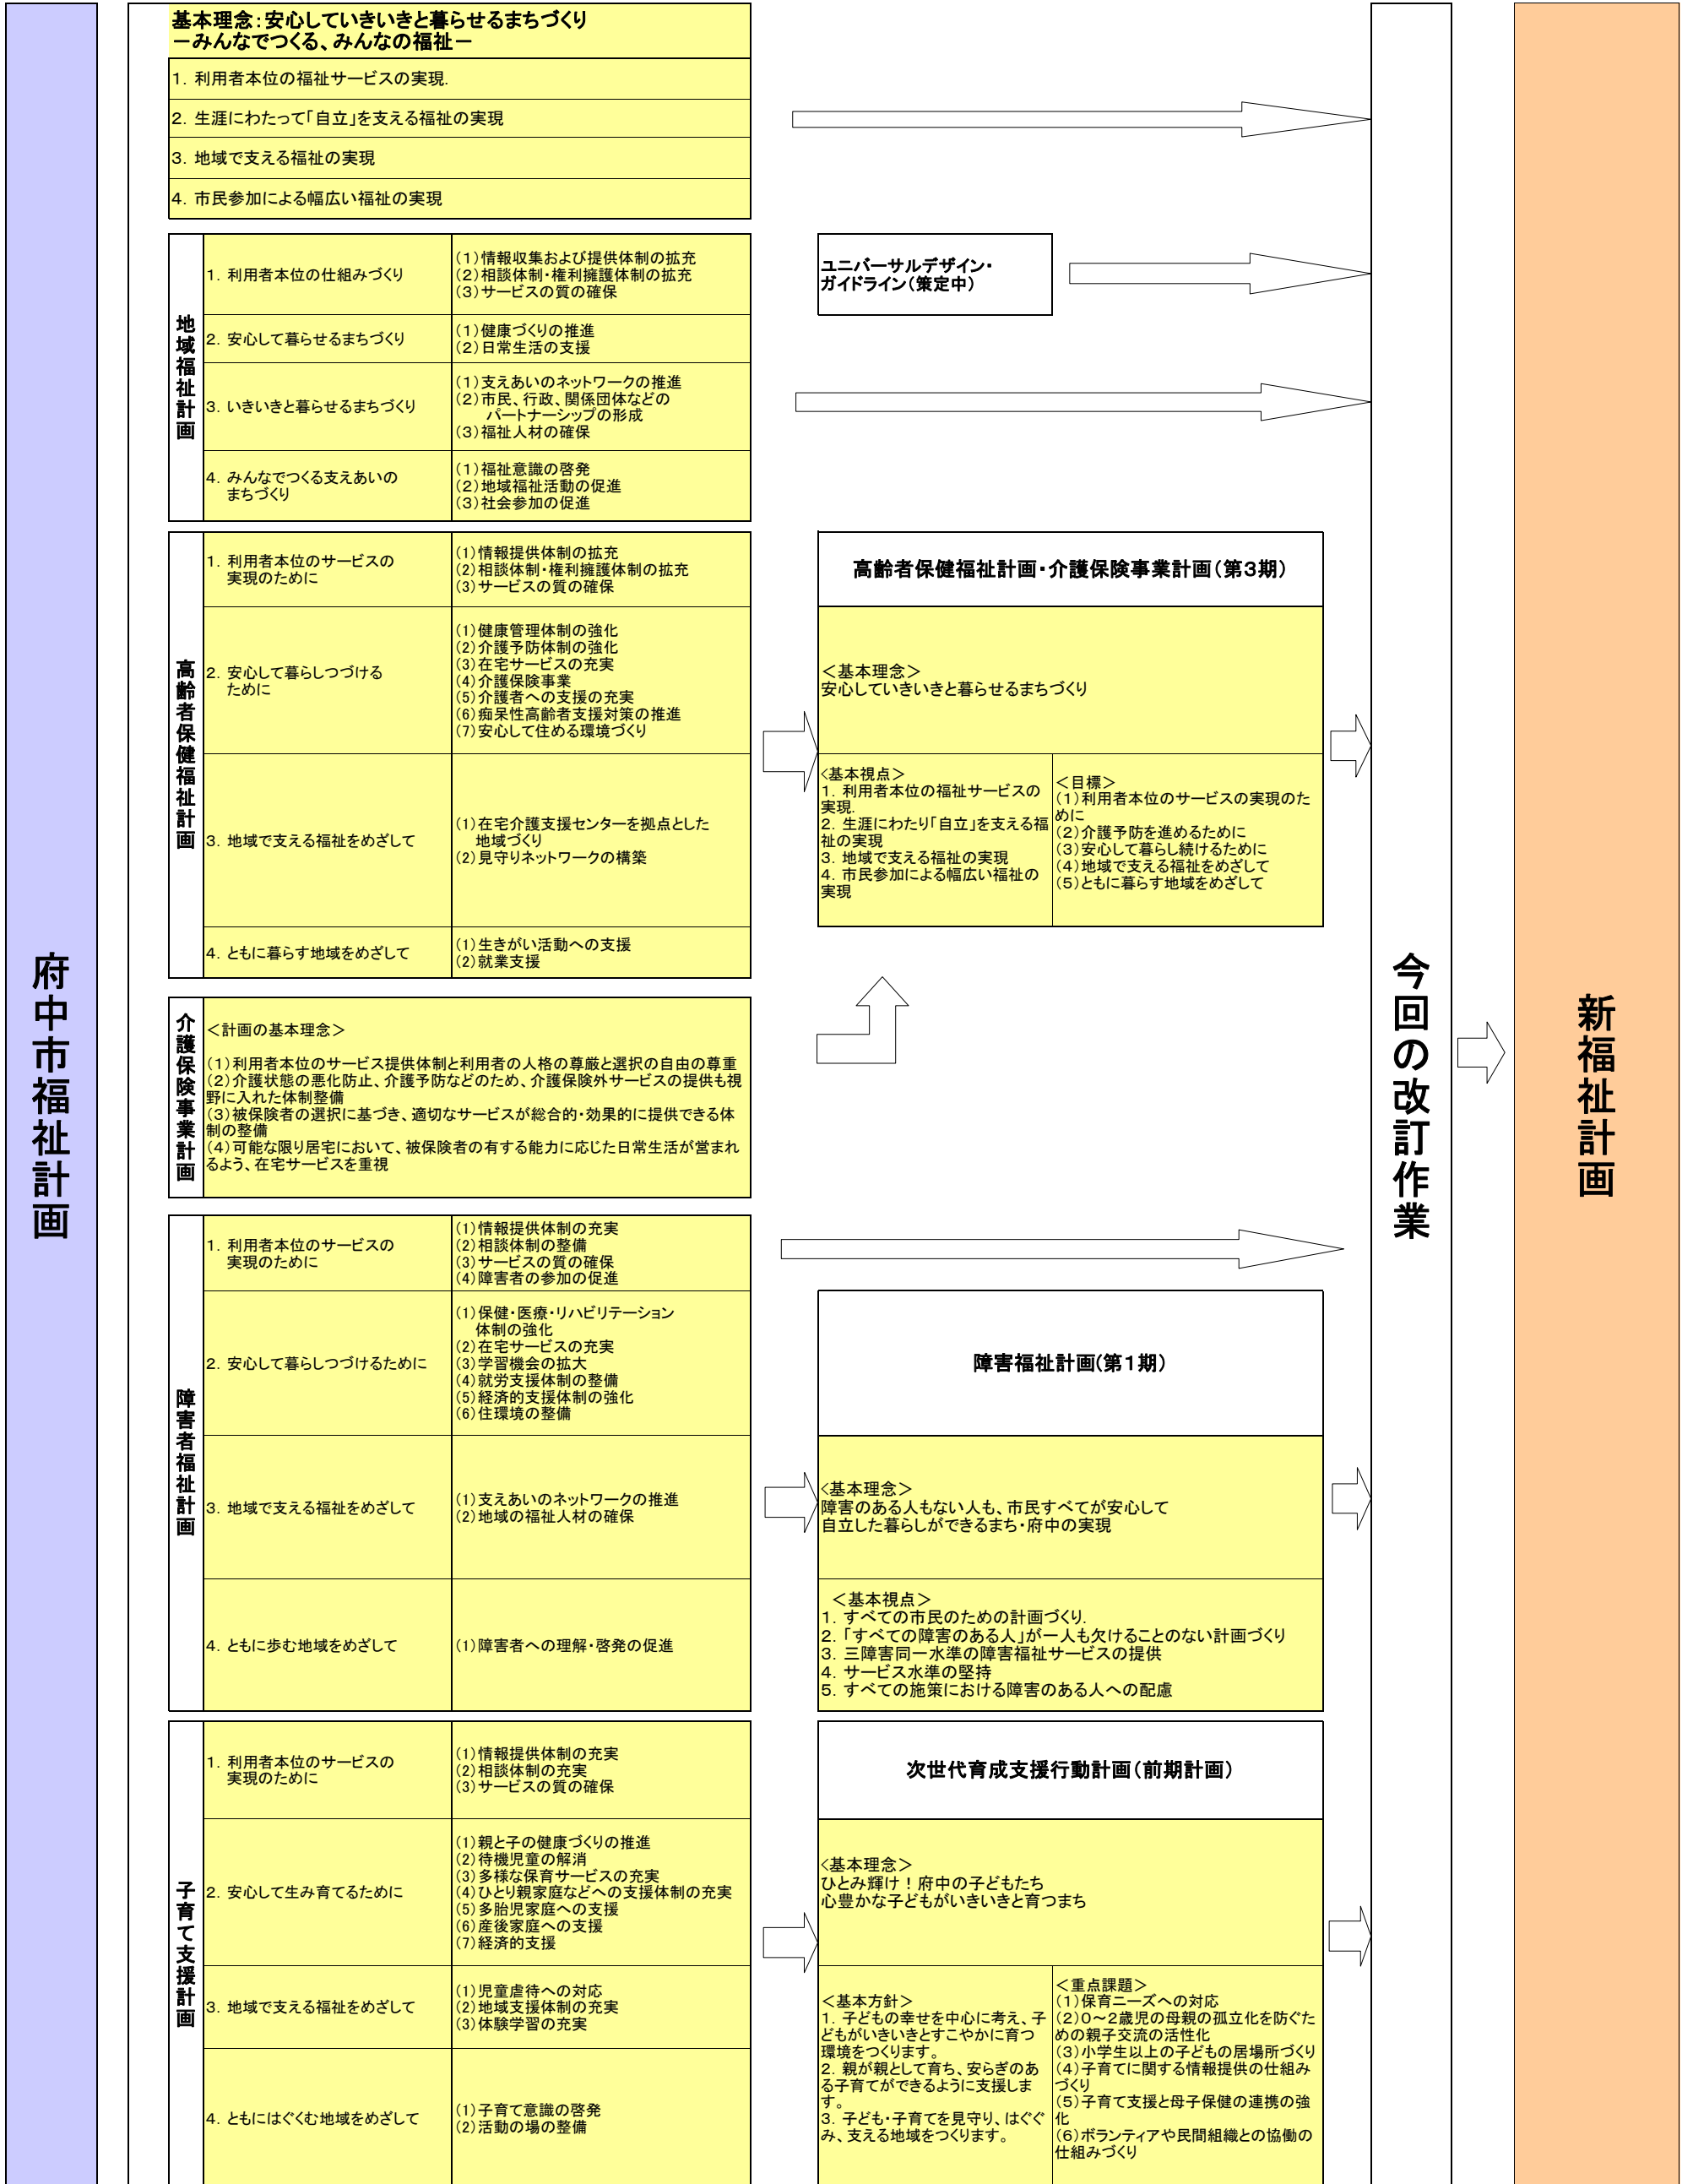 府中市福祉計画
基本理念:安心していきいきと暮らせるまちづくり
－みんなでつくる、みんなの福祉－
1. 利用者本位の福祉サービスの実現.
2. 生涯にわたって「自立」を支える福祉の実現
3. 地域で支える福祉の実現
4. 市民参加による幅広い福祉の実現
地域福祉計画
1. 利用者本位の仕組みづくり
(1)情報収集および提供体制の拡充
(2)相談体制・権利擁護体制の拡充
(3)サービスの質の確保
2. 安心して暮らせるまちづくり
(1)健康づくりの推進
(2)日常生活の支援
3. いきいきと暮らせるまちづくり
(1)支えあいのネットワークの推進
(2)市民、行政、関係団体などの
パートナーシップの形成
(3)福祉人材の確保
4. みんなでつくる支えあいの
まちづくり
(1)福祉意識の啓発
(2)地域福祉活動の促進
(3)社会参加の促進
ユニバーサルデザイン・
ガイドライン(策定中)
高齢者保健福祉計画
1. 利用者本位のサービスの
実現のために
(1)情報提供体制の拡充
(2)相談体制・権利擁護体制の拡充
(3)サービスの質の確保
2. 安心して暮らしつづける
ために
(1)健康管理体制の強化
(2)介護予防体制の強化
(3)在宅サービスの充実
(4)介護保険事業
(5)介護者への支援の充実
(6)痴呆性高齢者支援対策の推進
(7)安心して住める環境づくり
3. 地域で支える福祉をめざして
(1)在宅介護支援センターを拠点とした
地域づくり
(2)見守りネットワークの構築
4. ともに暮らす地域をめざして
(1)生きがい活動への支援
(2)就業支援
高齢者保健福祉計画・介護保険事業計画(第3期)
＜基本理念＞
安心していきいきと暮らせるまちづくり
<基本視点>
1. 利用者本位の福祉サービスの
実現.
2. 生涯にわたり「自立」を支える福
祉の実現
3. 地域で支える福祉の実現
4. 市民参加による幅広い福祉の
実現
＜目標＞
(1)利用者本位のサービスの実現のた
めに
(2)介護予防を進めるために
(3)安心して暮らし続けるために
(4)地域で支える福祉をめざして
(5)ともに暮らす地域をめざして
介護保険事業計画
＜計画の基本理念＞
(1)利用者本位のサービス提供体制と利用者の人格の尊厳と選択の自由の尊重
(2)介護状態の悪化防止、介護予防などのため、介護保険外サービスの提供も視
野に入れた体制整備
(3)被保険者の選択に基づき、適切なサービスが総合的・効果的に提供できる体
制の整備
(4)可能な限り居宅において、被保険者の有する能力に応じた日常生活が営まれ
るよう、在宅サービスを重視
障害者福祉計画
1. 利用者本位のサービスの
実現のために
(1)情報提供体制の充実
(2)相談体制の整備
(3)サービスの質の確保
(4)障害者の参加の促進
2. 安心して暮らしつづけるために
(1)保健・医療・リハビリテーション
体制の強化
(2)在宅サービスの充実
(3)学習機会の拡大
(4)就労支援体制の整備
(5)経済的支援体制の強化
(6)住環境の整備
3. 地域で支える福祉をめざして
(1)支えあいのネットワークの推進
(2)地域の福祉人材の確保
4. ともに歩む地域をめざして
(1)障害者への理解・啓発の促進
障害福祉計画(第1期)
<基本理念>
障害のある人もない人も、市民すべてが安心して
自立した暮らしができるまち・府中の実現
＜基本視点＞
1. すべての市民のための計画づくり.
2. 「すべての障害のある人」が一人も欠けることのない計画づくり
3. 三障害同一水準の障害福祉サービスの提供
4. サービス水準の堅持
5. すべての施策における障害のある人への配慮
子育て支援計画
1. 利用者本位のサービスの
実現のために
(1)情報提供体制の充実
(2)相談体制の充実
(3)サービスの質の確保
2. 安心して生み育てるために
(1)親と子の健康づくりの推進
(2)待機児童の解消
(3)多様な保育サービスの充実
(4)ひとり親家庭などへの支援体制の充実
(5)多胎児家庭への支援
(6)産後家庭への支援
(7)経済的支援
3. 地域で支える福祉をめざして
(1)児童虐待への対応
(2)地域支援体制の充実
(3)体験学習の充実
4. ともにはぐくむ地域をめざして
(1)子育て意識の啓発
(2)活動の場の整備
次世代育成支援行動計画(前期計画)
<基本理念>
ひとみ輝け!府中の子どもたち
心豊かな子どもがいきいきと育つまち
＜基本方針＞
1. 子どもの幸せを中心に考え、子
どもがいきいきとすこやかに育つ
環境をつくります。
2. 親が親として育ち、安らぎのあ
る子育てができるように支援しま
す。
3. 子ども・子育てを見守り、はぐく
み、支える地域をつくります。
＜重点課題＞
(1)保育ニーズへの対応
(2)0～2歳児の母親の孤立化を防ぐた
めの親子交流の活性化
(3)小学生以上の子どもの居場所づくり
(4)子育てに関する情報提供の仕組み
づくり
(5)子育て支援と母子保健の連携の強
化
(6)ボランティアや民間組織との協働の
仕組みづくり
今回の改訂作業
新福祉計画